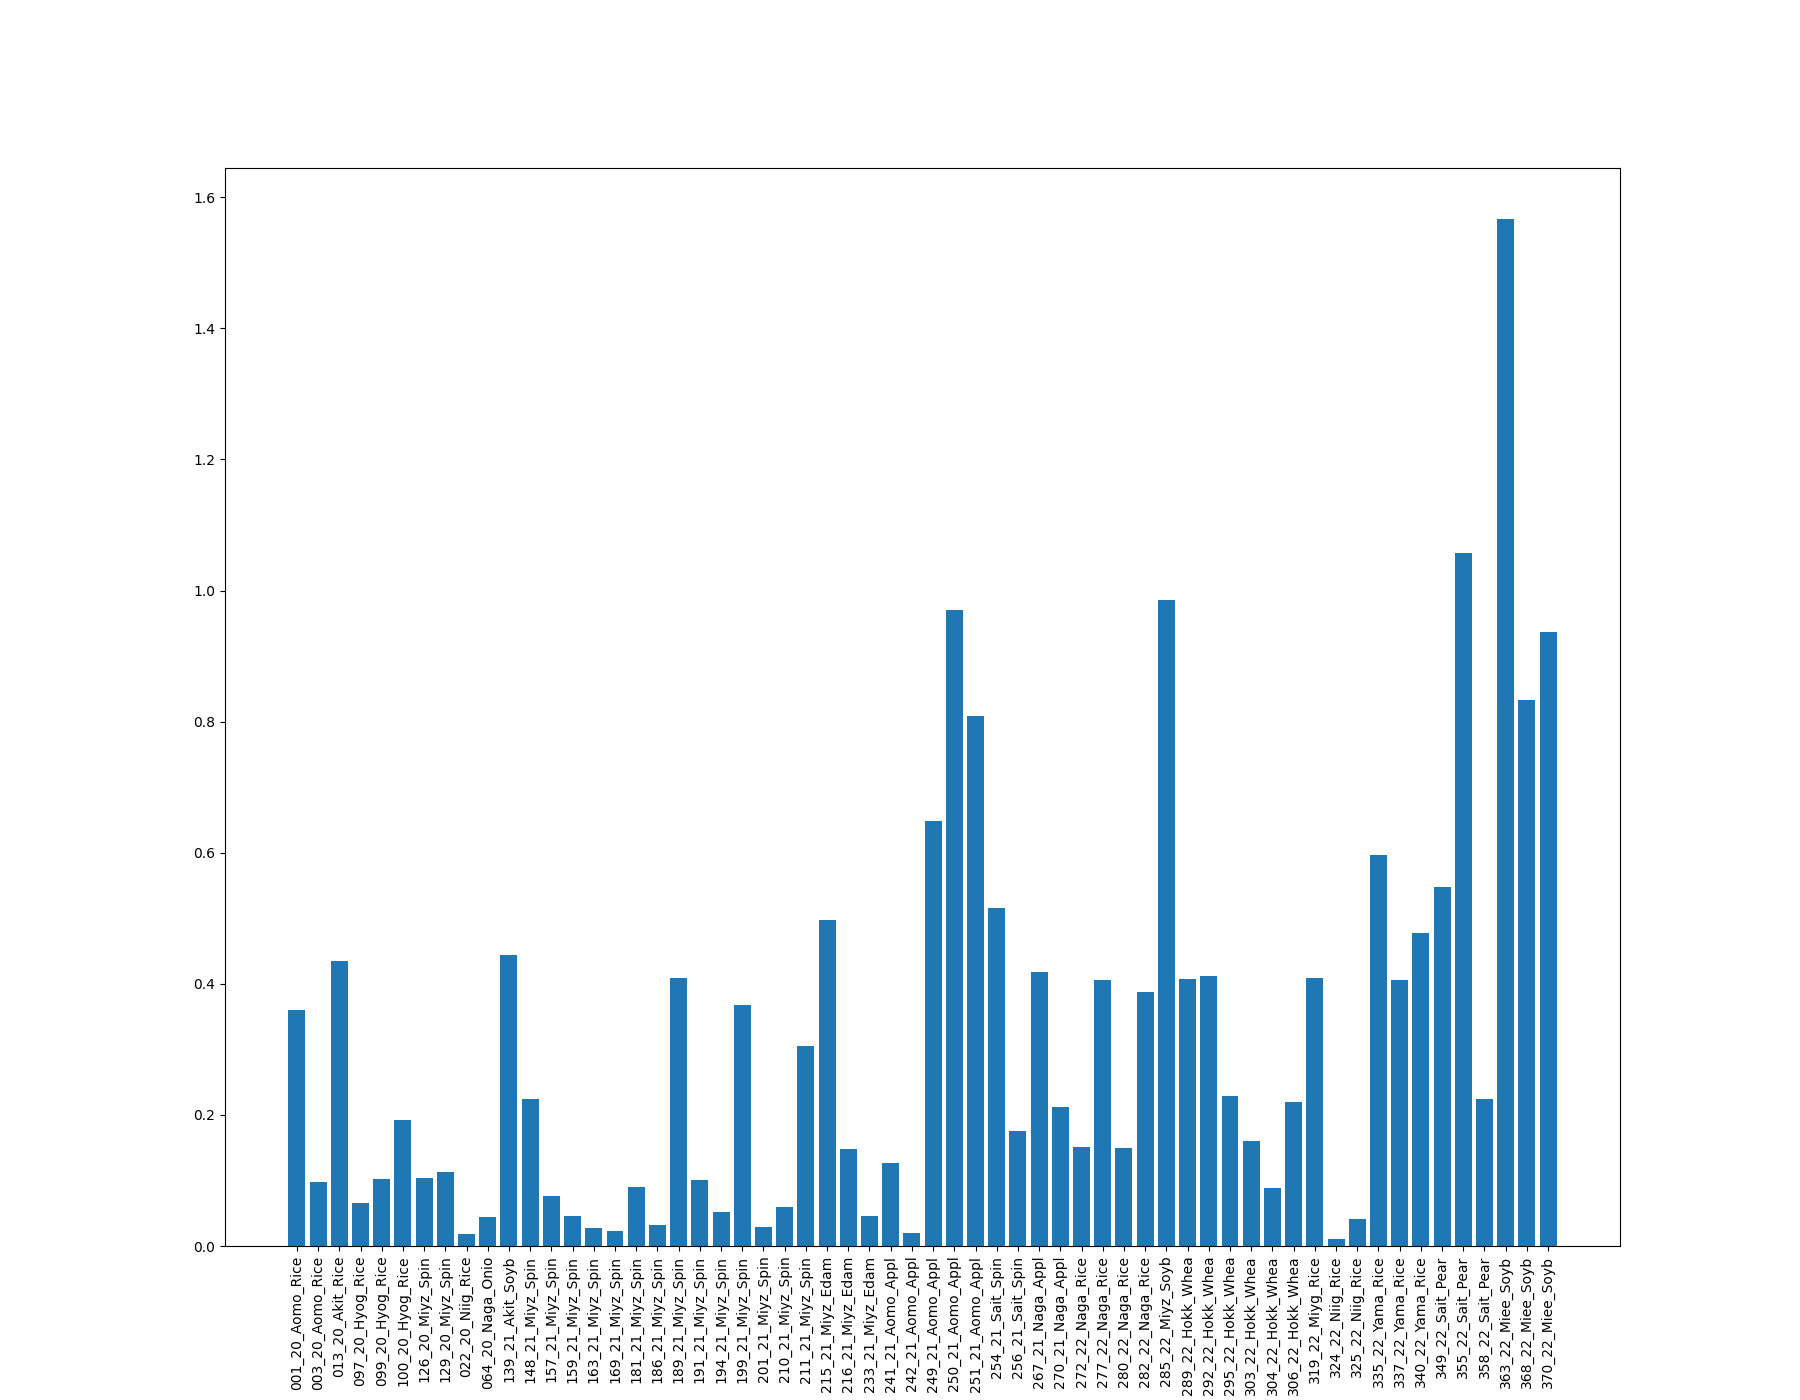 1.6
1.4
1.2
1.0
0.8
0.6
0.4
0.2
0.0
001_20_Aomo_Rice
003_20_Aomo_Rice
013_20_Akit_Rice
097_20_Hyog_Rice
099_20_Hyog_Rice
100_20_Hyog_Rice
126_20_Miyz_Spin
129_20_Miyz_Spin
022_20_Niig_Rice
064_20_Naga_Onio
139_21_Akit_Soyb
148_21_Miyz_Spin
157_21_Miyz_Spin
159_21_Miyz_Spin
163_21_Miyz_Spin
169_21_Miyz_Spin
181_21_Miyz_Spin
186_21_Miyz_Spin
189_21_Miyz_Spin
191_21_Miyz_Spin
194_21_Miyz_Spin
199_21_Miyz_Spin
201_21_Miyz_Spin
210_21_Miyz_Spin
211_21_Miyz_Spin
215_21_Miyz_Edam
216_21_Miyz_Edam
233_21_Miyz_Edam
241_21_Aomo_Appl
242_21_Aomo_Appl
249_21_Aomo_Appl
250_21_Aomo_Appl
251_21_Aomo_Appl
254_21_Sait_Spin
256_21_Sait_Spin
267_21_Naga_Appl
270_21_Naga_Appl
272_22_Naga_Rice
277_22_Naga_Rice
280_22_Naga_Rice
282_22_Naga_Rice
285_22_Miyz_Soyb
289_22_Hokk_Whea
292_22_Hokk_Whea
295_22_Hokk_Whea
303_22_Hokk_Whea
304_22_Hokk_Whea
306_22_Hokk_Whea
319_22_Miyg_Rice
324_22_Niig_Rice
325_22_Niig_Rice
335_22_Yama_Rice
337_22_Yama_Rice
340_22_Yama_Rice
349_22_Sait_Pear
355_22_Sait_Pear
358_22_Sait_Pear
363_22_Miee_Soyb
368_22_Miee_Soyb
370_22_Miee_Soyb